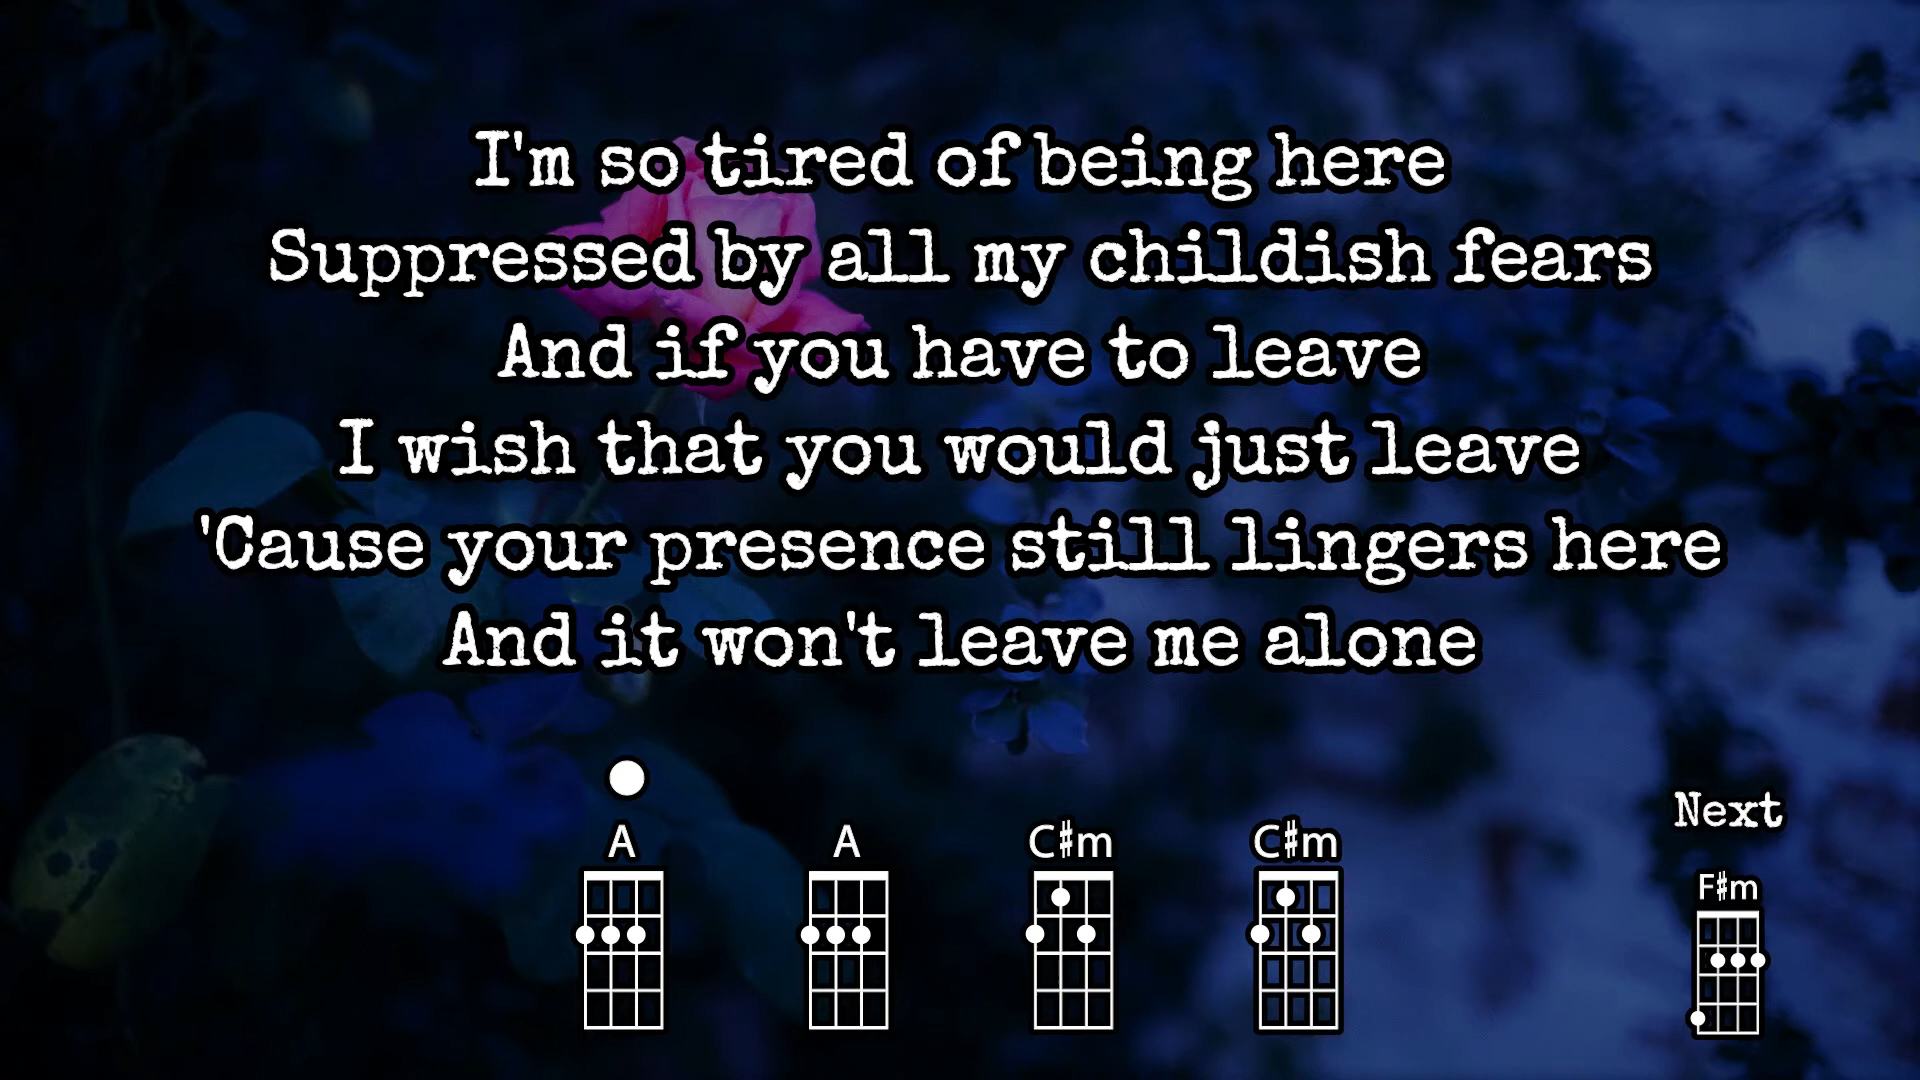 I'm so tired of being here
Suppressed by all my childish fears
And if you have to leave
I wish that you would just leave
'Cause your presence still lingers here
And it won't leave me alone
A A C♯m C♯m
Next
F♯m